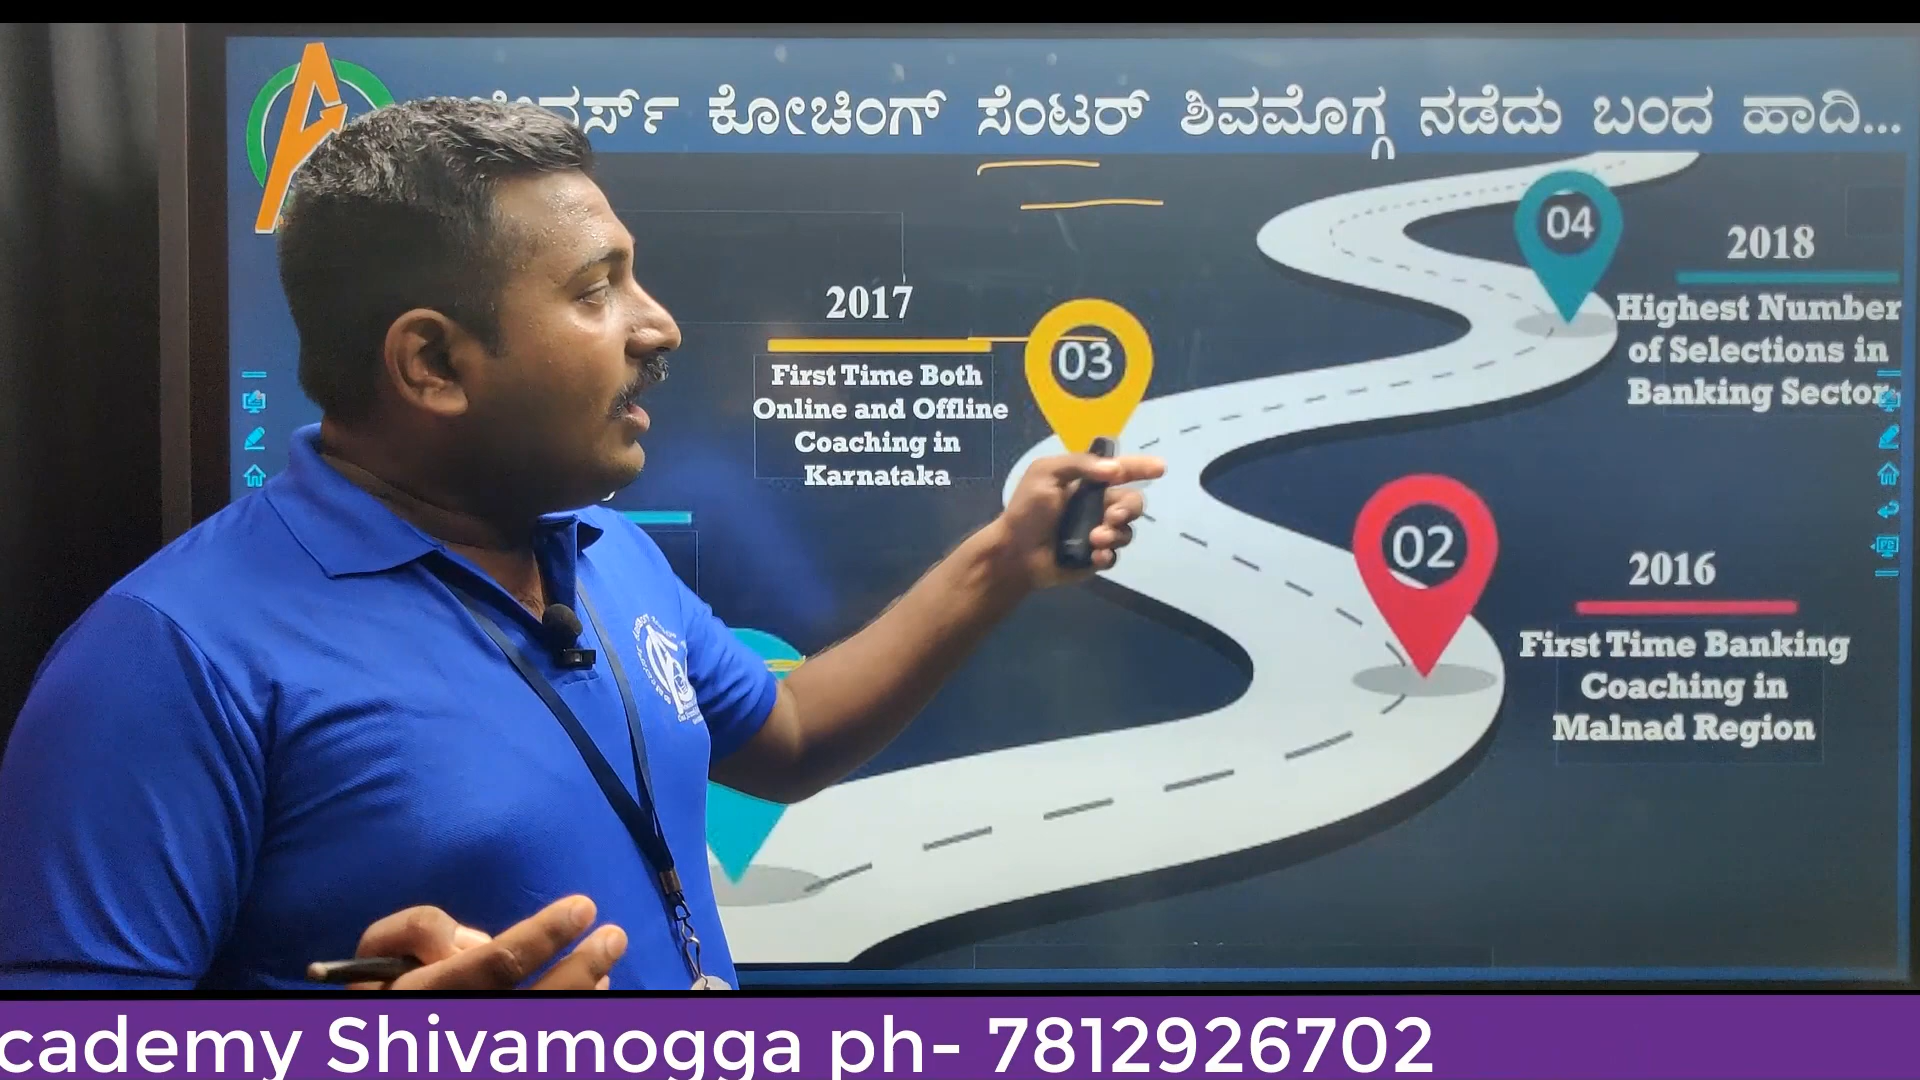 ಕೋಚಿಂಗ್ ಸೆಂಟರ್ ಶಿವಮೊಗ್ಗ ನಡೆದು ಬಂದ ಹಾದಿ...
04
2018
Highest Number
of Selections in
Banking Sector
2017
03
First Time Both
Online and Offline
Coaching in
Karnataka
02
2016
First Time Banking
Coaching in
Malnad Region
cademy Shivamogga ph- 7812926702